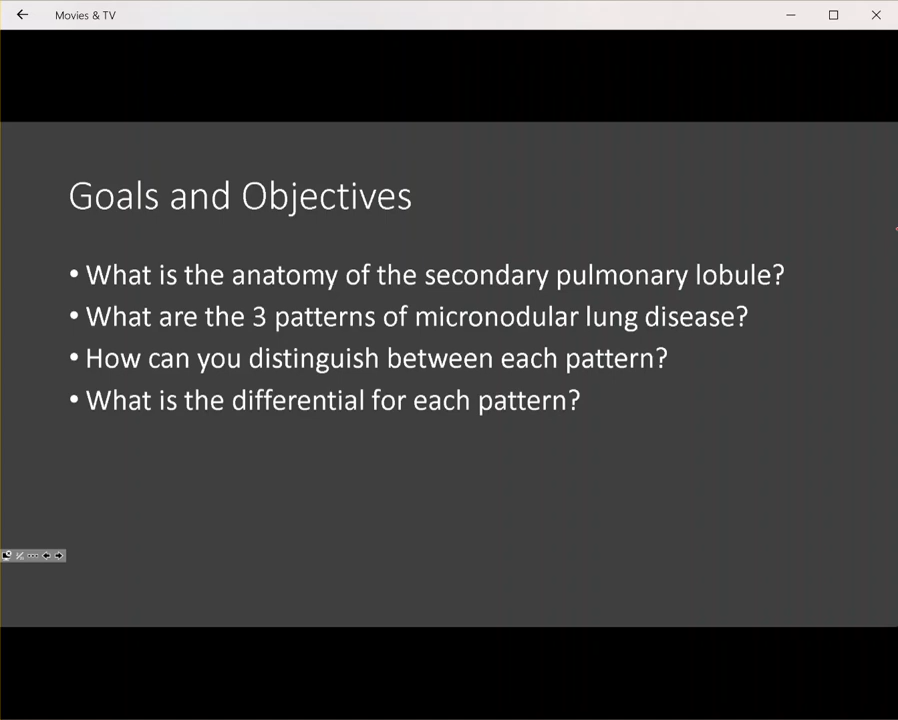 Movies & TV
Goals and Objectives
• What is the anatomy of the secondary pulmonary lobule?
• What are the 3 patterns of micronodular lung disease?
• How can you distinguish between each pattern?
• What is the differential for each pattern?